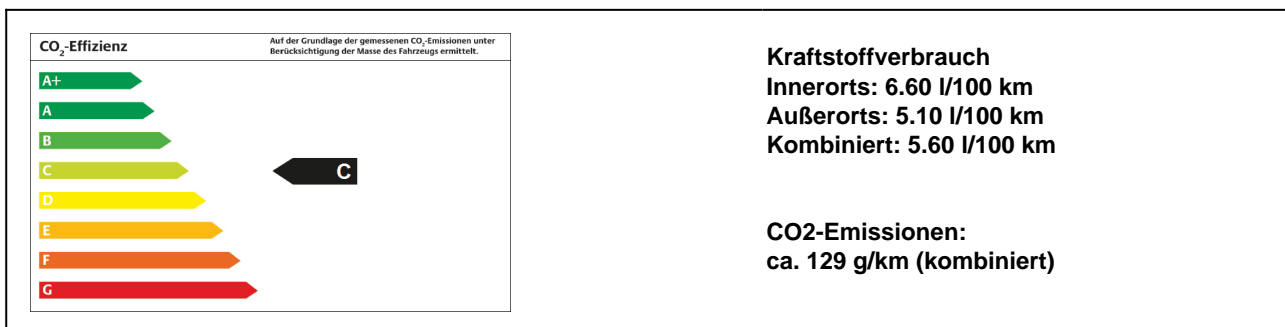 CO2-Effizienz
Auf der Grundlage der gemessenen CO2-Emissionen unter
Berücksichtigung der Masse des Fahrzeugs ermittelt.
A+
A
B
C
C
D
E
F
G
Kraftstoffverbrauch
Innerorts: 6.60 l/100 km
Außerorts: 5.10 l/100 km
Kombiniert: 5.60 l/100 km
CO2-Emissionen:
ca. 129 g/km (kombiniert)